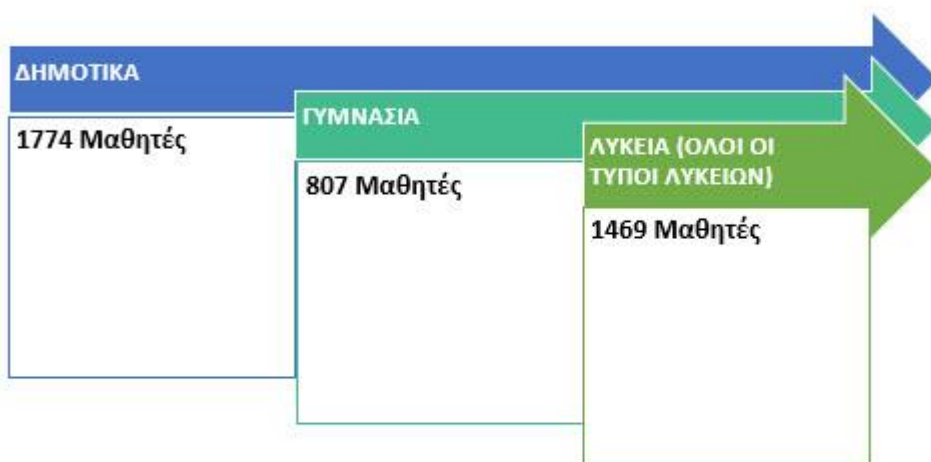 ΔΗΜΟΤΙΚΑ
1774 Μαθητές
ΓΥΜΝΑΣΙΑ
807 Μαθητές
ΛΥΚΕΙΑ (ΟΛΟΙ ΟΙ
ΤΥΠΟΙ ΛΥΚΕΙΩΝ)
1469 Μαθητές